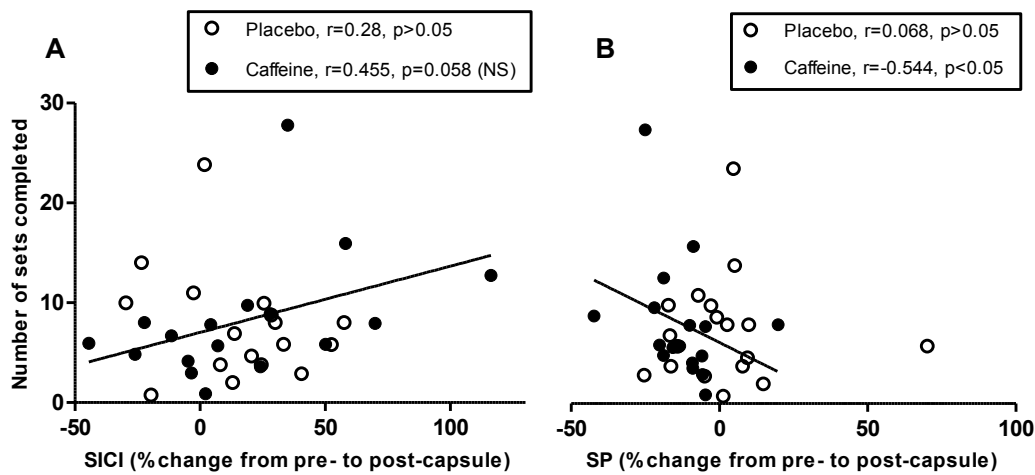 A
Placebo, r=0.28, p>0.05
Caffeine, r=0.455, p=0.058 (NS)
B
Placebo, r=0.068, p>0.05
Caffeine, r=-0.544, p<0.05
Number of sets completed
30
20
10
0
-50 0 50 100
-50 0 50 100
SICI (%change from pre- to post-capsule)
SP (%change from pre- to post-capsule)